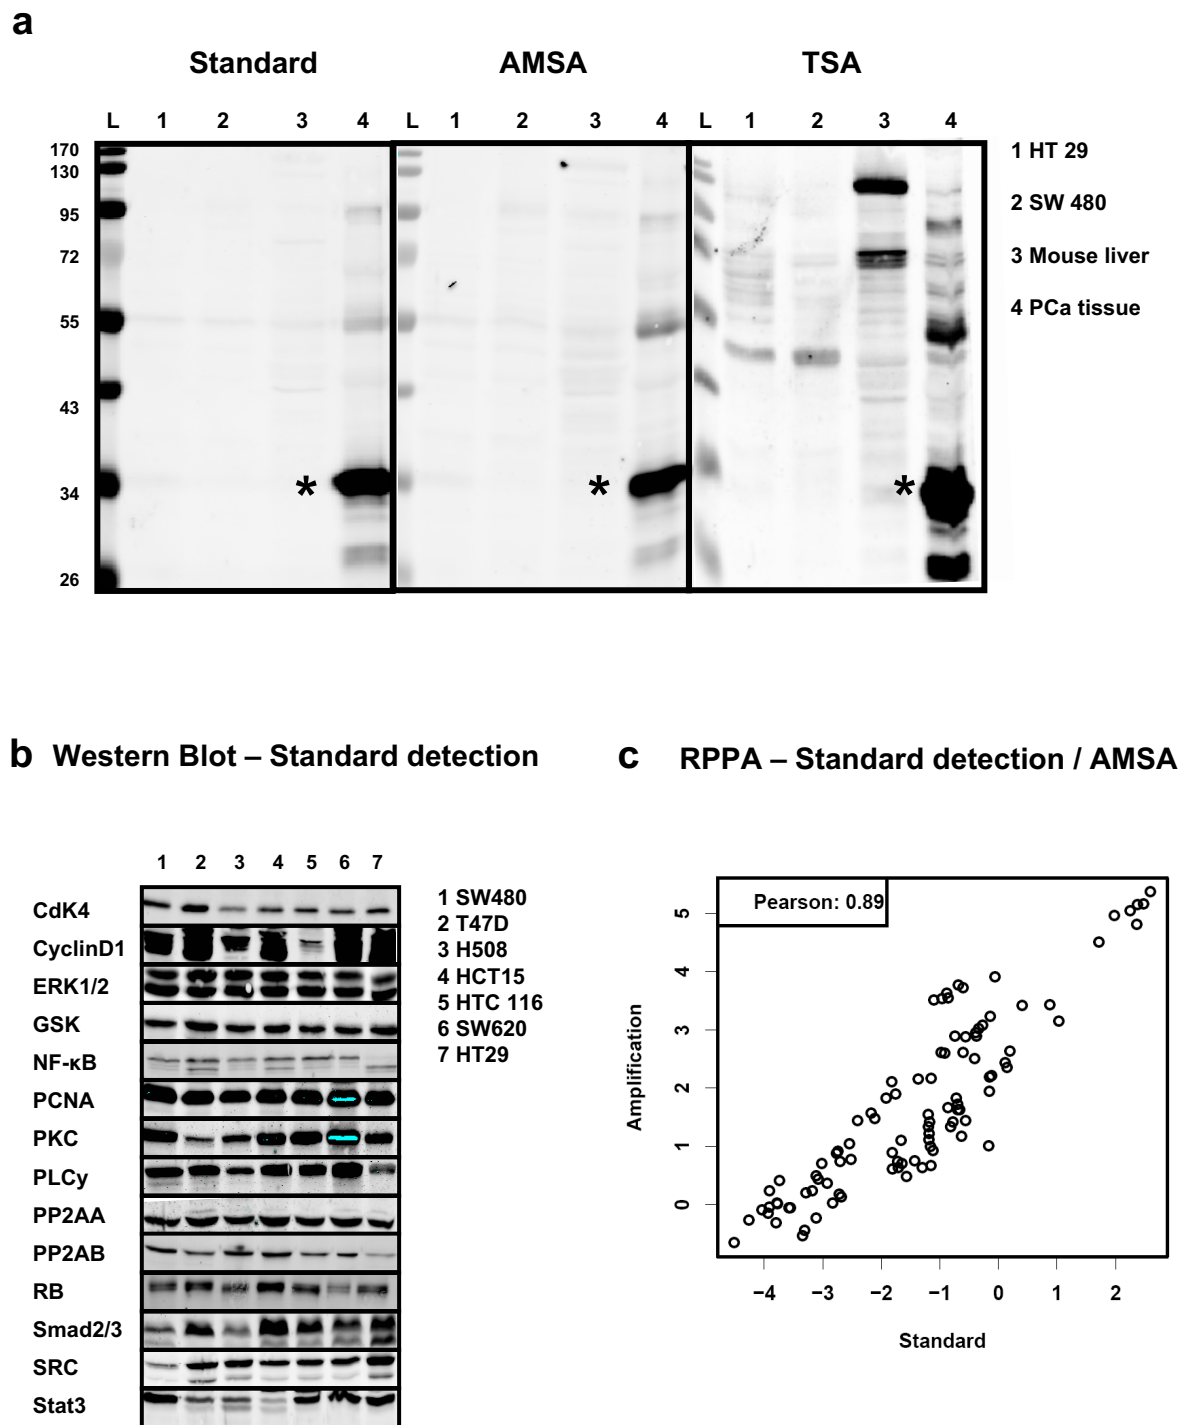 a
Standard AMSA TSA
L 1 2 3 4 L 1 2 3 4 L 1 2 3 4
170
130
95
72
55
43
34
26
* * *
1 HT 29
2 SW 480
3 Mouse liver
4 PCa tissue
b Western Blot – Standard detection
1 2 3 4 5 6 7
CdK4
CyclinD1
ERK1/2
GSK
NF-κB
PCNA
PKC
PLCy
PP2AA
PP2AB
RB
Smad2/3
SRC
Stat3
1 SW480
2 T47D
3 H508
4 HCT15
5 HTC 116
6 SW620
7 HT29
c RPPA – Standard detection / AMSA
Pearson: 0.89
Amplification
5
4
3
2
1
0
−4 −3 −2 −1 0 1 2
Standard